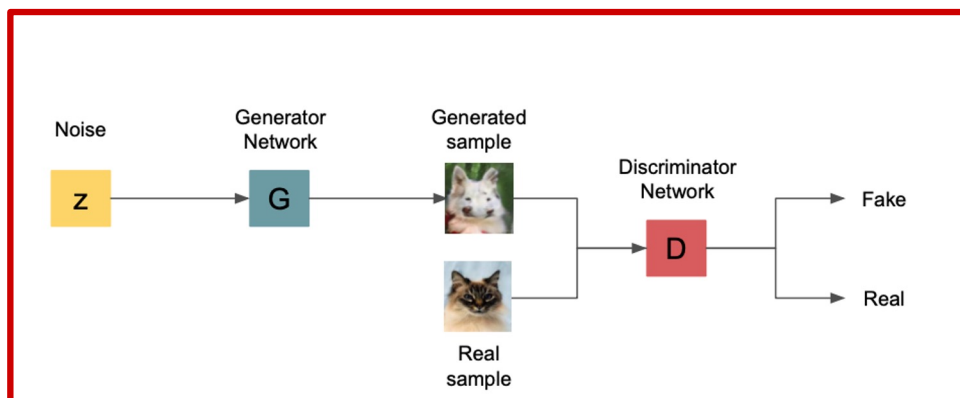 Noise
z
Generator
Network
G
Generated
sample
Real
sample
Discriminator
Network
D
Fake
Real